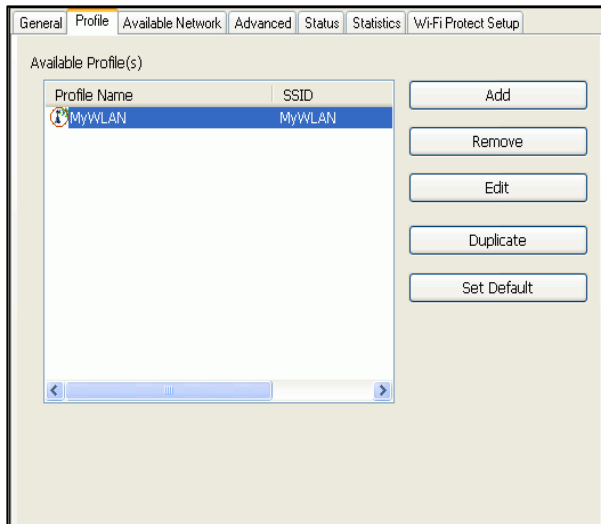 General Profile Available Network Advanced Status Statistics Wi-Fi Protect Setup
Available Profile(s)
Profile Name SSID
MyWLAN MyWLAN
Add
Remove
Edit
Duplicate
Set Default